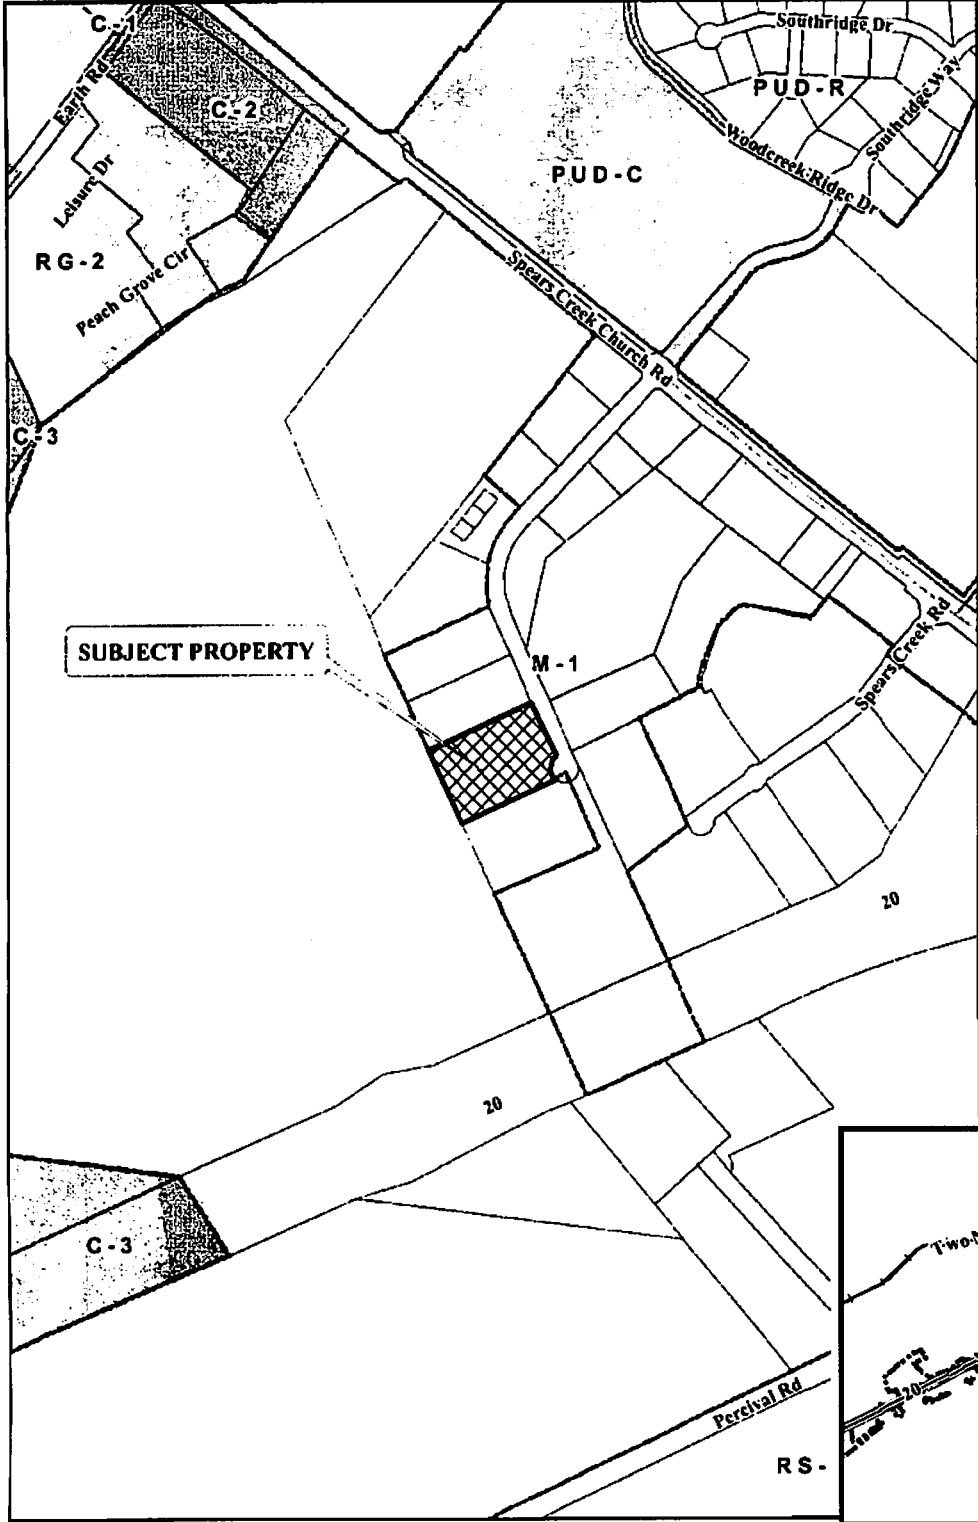 C-1
Southridge Dr
Earth Rd
C-2
PUD-R
Southridge Way
Woodcreek Ridge Dr
PUD-C
Leisure Dr
RG-2
Peach Grove Cir
Spears Creek Church Rd
C-3
SUBJECT PROPERTY
M-1
Spears Creek Rd
20
20
C-3
20
Percival Rd
RS-